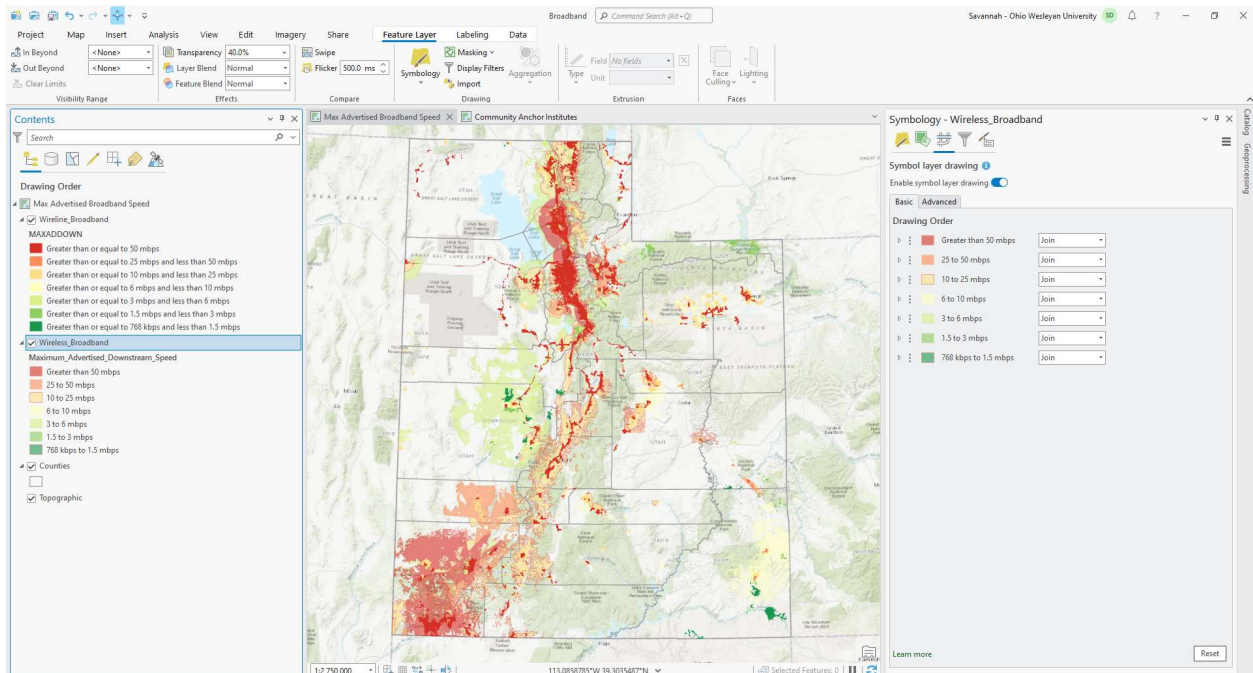 Broadband
Command Search (Alt+Q)
Savannah - Ohio Wesleyan University
SD
?
Project Map Insert Analysis View Edit Imagery Share Feature Layer Labeling Data
In Beyond <None>
Out Beyond <None>
Clear Limits
Visibility Range
Transparency 40.0%
Layer Blend Normal
Feature Blend Normal
Effects
Swipe
Flicker 500.0 ms
Compare
Symbology
Masking
Display Filters
Import
Aggregation
Drawing
Type
Field No fields
Unit
Extrusion
Face Culling
Lighting
Faces
Contents
Search
Drawing Order
Max Advertised Broadband Speed
Wireline_Broadband
MAXADDOWN
Greater than or equal to 50 mbps
Greater than or equal to 25 mbps and less than 50 mbps
Greater than or equal to 10 mbps and less than 25 mbps
Greater than or equal to 6 mbps and less than 10 mbps
Greater than or equal to 3 mbps and less than 6 mbps
Greater than or equal to 1.5 mbps and less than 3 mbps
Greater than or equal to 768 kbps and less than 1.5 mbps
Wireless_Broadband
Maximum_Advertised_Downstream_Speed
Greater than 50 mbps
25 to 50 mbps
10 to 25 mbps
6 to 10 mbps
3 to 6 mbps
1.5 to 3 mbps
768 kbps to 1.5 mbps
Counties
Topographic
Max Advertised Broadband Speed
Community Anchor Institutes
GREAT SALT LAKE DESERT
UTAH
1:2,750,000
113.0858785°W 39.3035487°N
Selected Features: 0
Symbology - Wireless_Broadband
Symbol layer drawing
Enable symbol layer drawing
Basic Advanced
Drawing Order
Greater than 50 mbps Join
25 to 50 mbps Join
10 to 25 mbps Join
6 to 10 mbps Join
3 to 6 mbps Join
1.5 to 3 mbps Join
768 kbps to 1.5 mbps Join
Learn more
Reset
Catalog
Geoprocessing